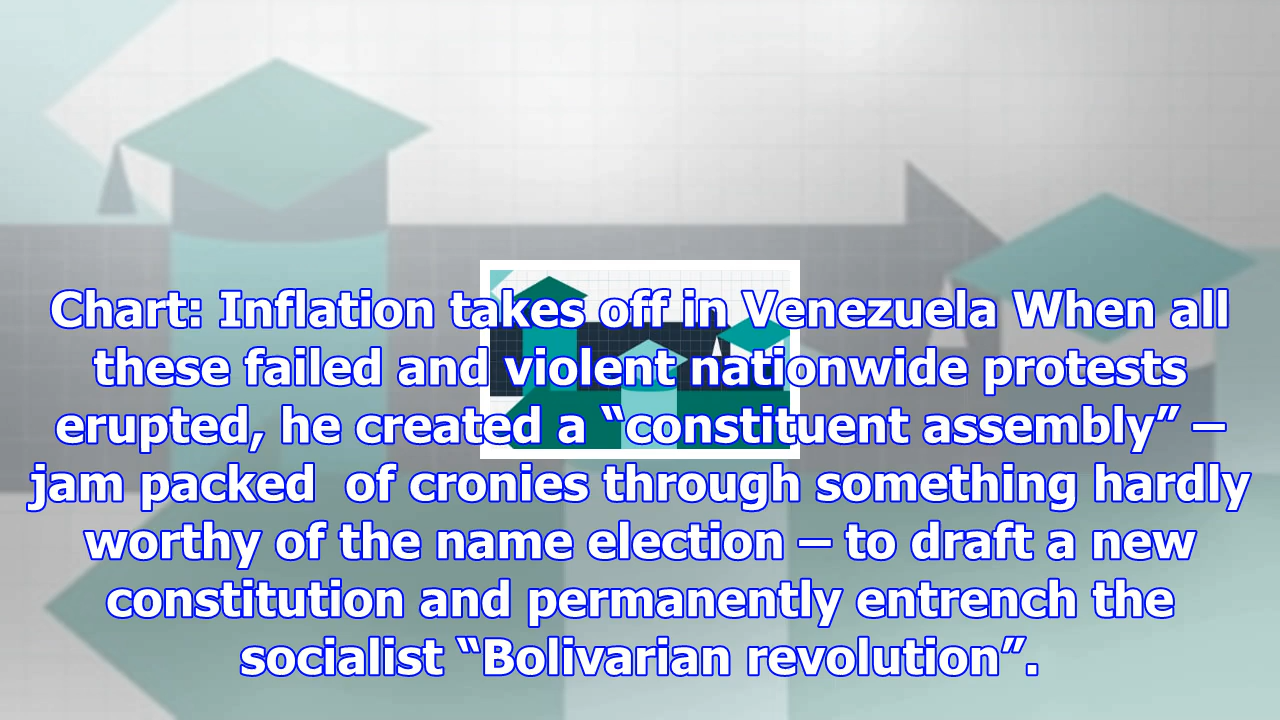 Chart: Inflation takes off in Venezuela When all
these failed and violent nationwide protests
erupted, he created a “constituent assembly” –
jam packed  of cronies through something hardly
worthy of the name election – to draft a new
constitution and permanently entrench the
socialist “Bolivarian revolution”.